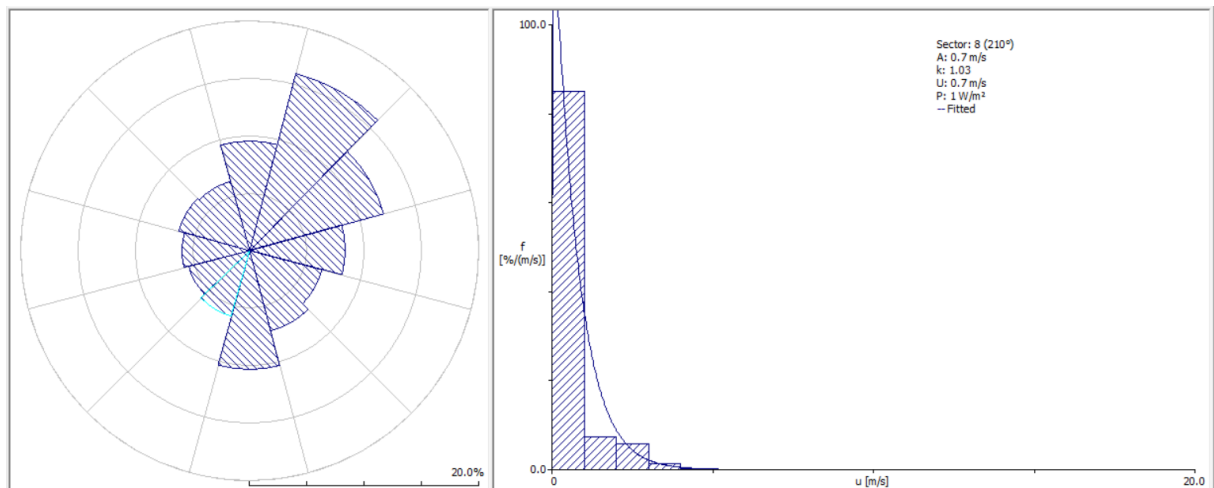 20.0%
100.0
f
[%/(m/s)]
0.0
0
u [m/s]
20.0
Sector: 8 (210°)
A: 0.7 m/s
k: 1.03
U: 0.7 m/s
P: 1 W/m²
-- Fitted